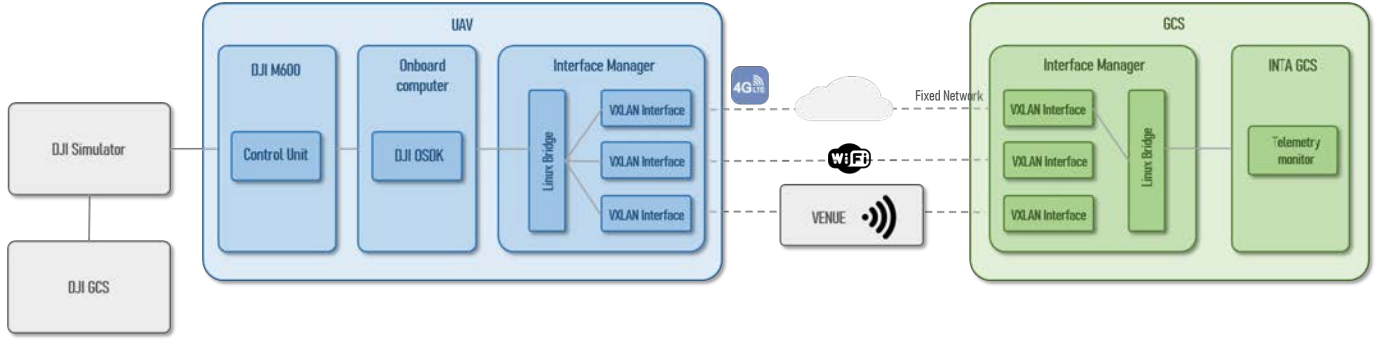 UAV
GCS
DJI M600
Onboard
computer
Interface Manager
Interface Manager
INTA GCS
4G LTE
Fixed Network
VXLAN Interface
VXLAN Interface
DJI Simulator
Control Unit
DJI OSDK
Linux Bridge
VXLAN Interface
WiFi
VXLAN Interface
Linux Bridge
Telemetry
monitor
VXLAN Interface
VENUE
VXLAN Interface
DJI GCS